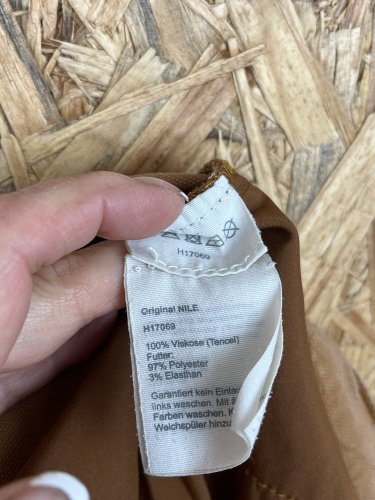 H17069
Original NILE
H17069
100% Viskose (Tencel)
Futter:
97% Polyester
3% Elasthan
Garantiert kein Einlau
links waschen. Mit
Farben waschen. K
Weichspüler hinzu